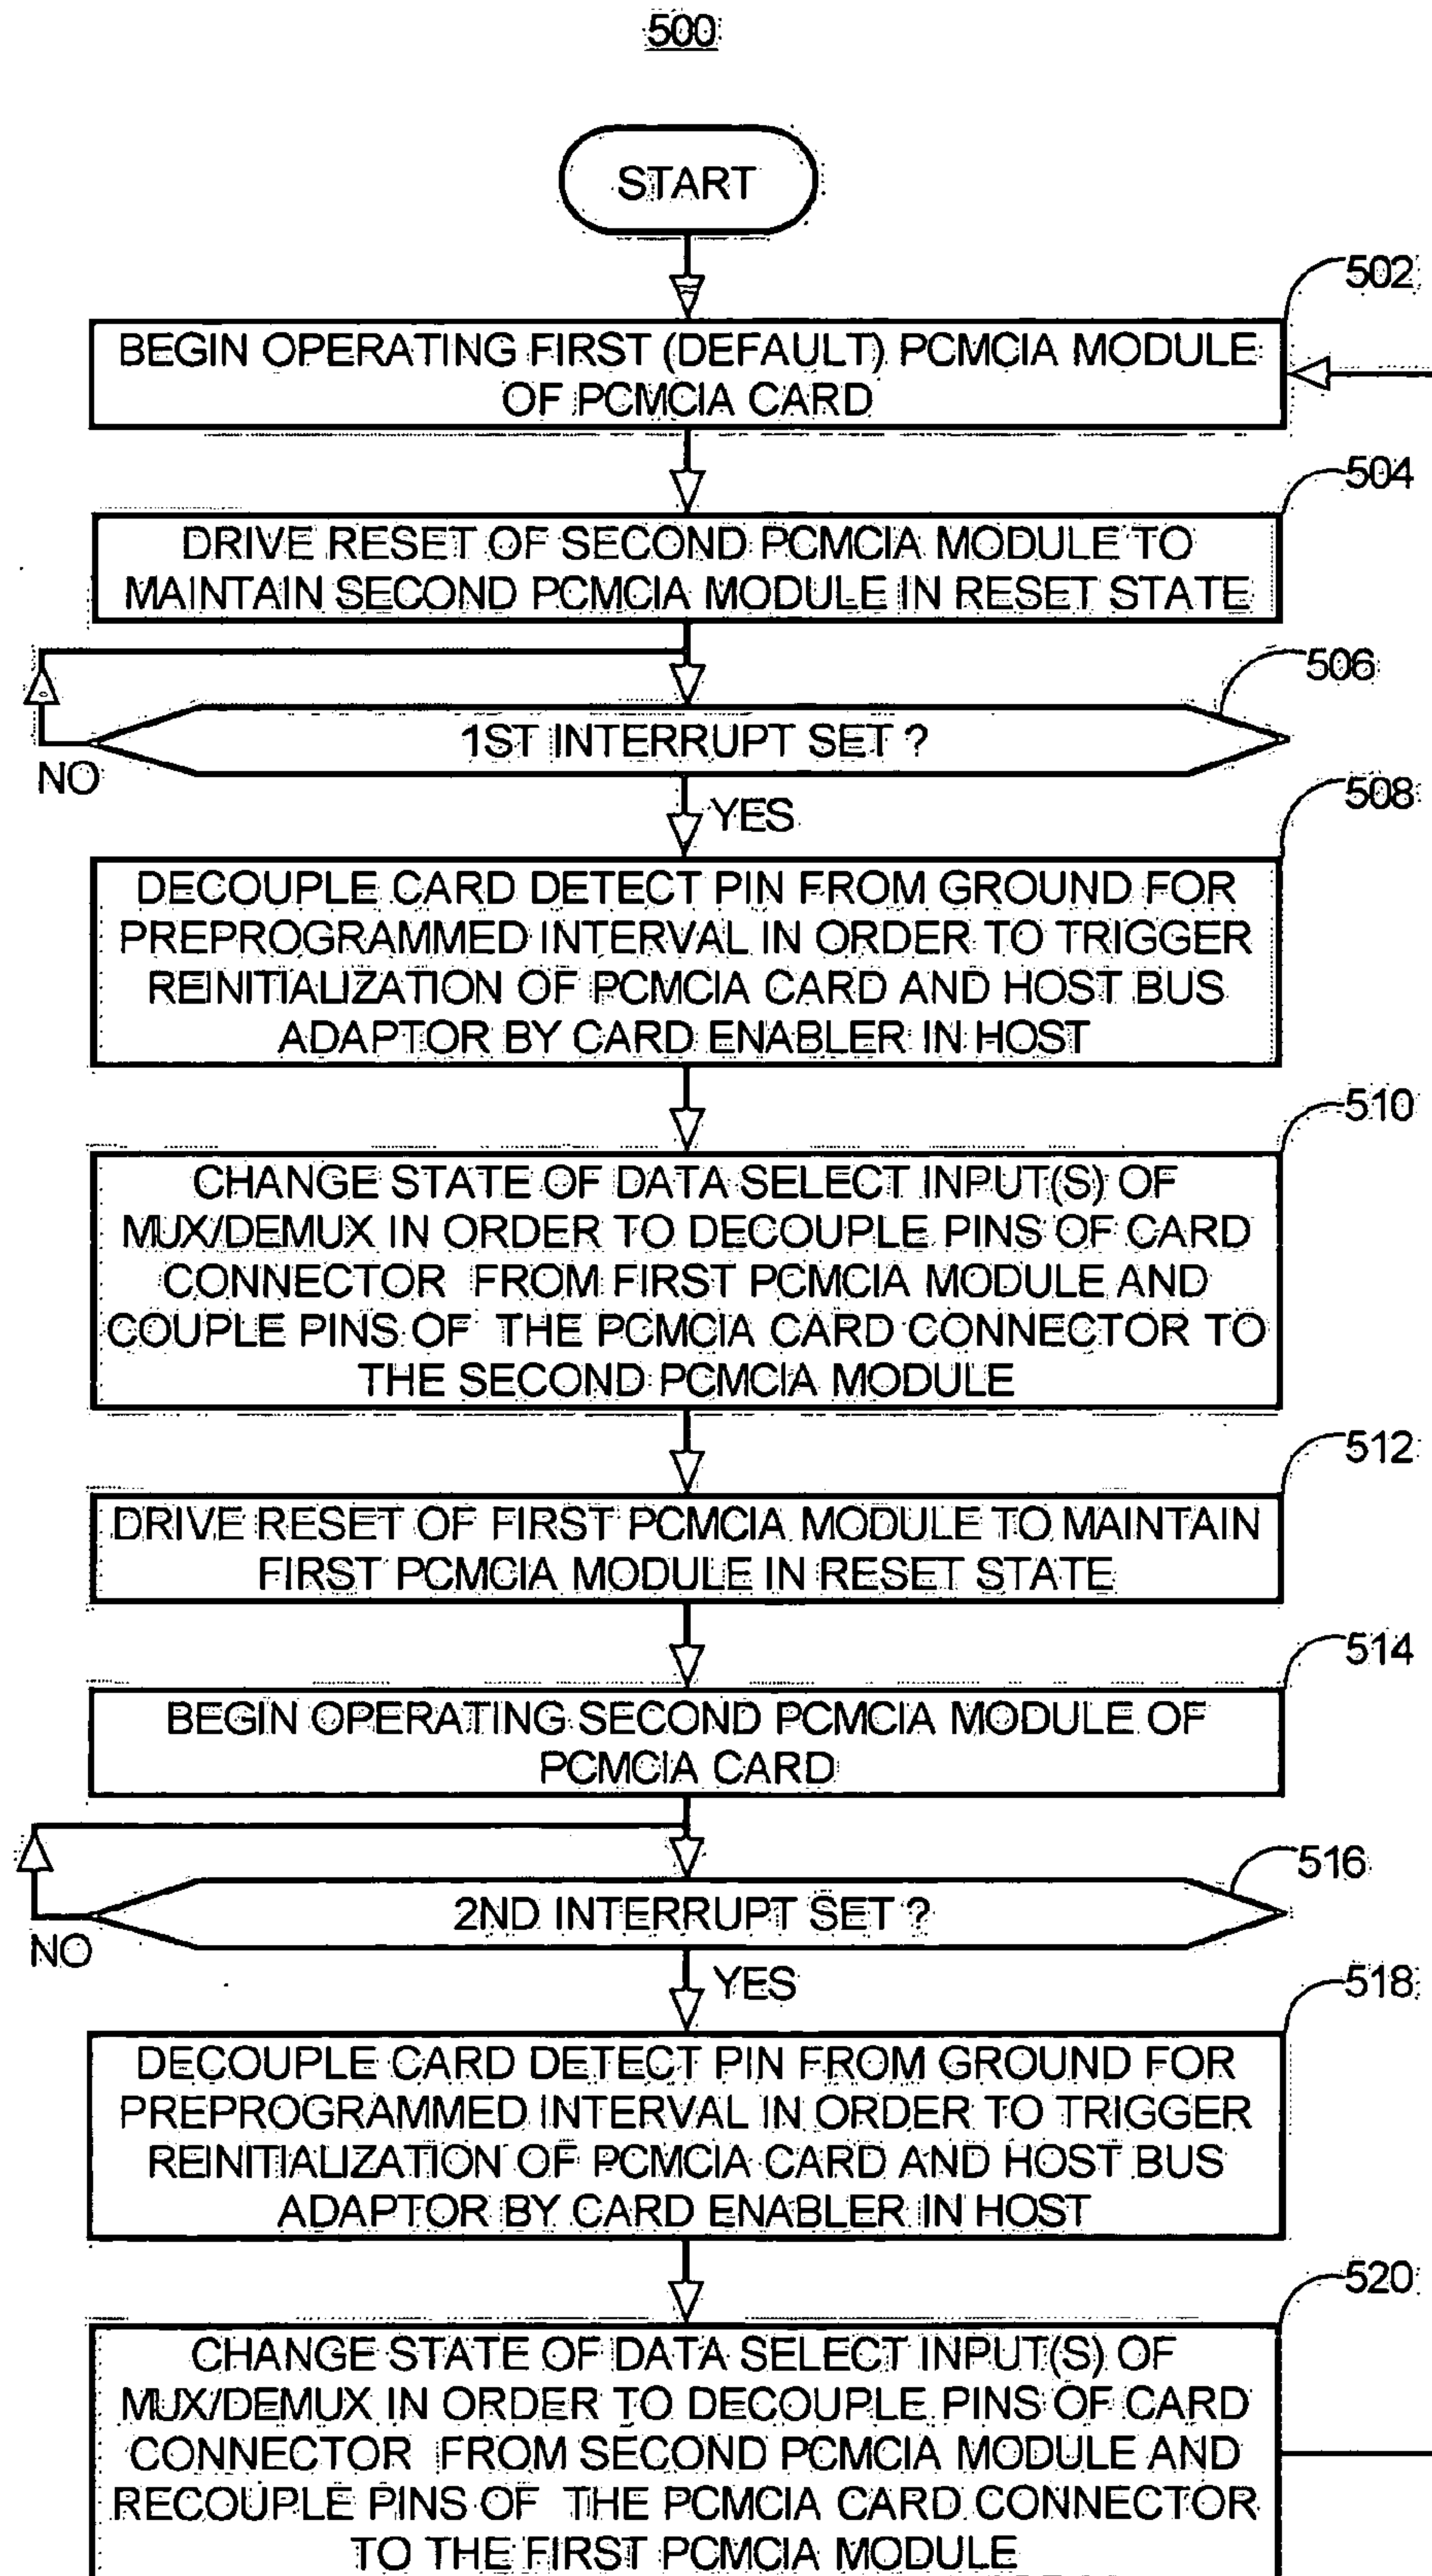 500
START
502
BEGIN OPERATING FIRST (DEFAULT) PCMCIA MODULE
OF PCMCIA CARD
504
DRIVE RESET OF SECOND PCMCIA MODULE TO
MAINTAIN SECOND PCMCIA MODULE IN RESET STATE
506
1ST INTERRUPT SET ?
NO
YES
508
DECOUPLE CARD DETECT PIN FROM GROUND FOR
PREPROGRAMMED INTERVAL IN ORDER TO TRIGGER
REINITIALIZATION OF PCMCIA CARD AND HOST BUS
ADAPTOR BY CARD ENABLER IN HOST
510
CHANGE STATE OF DATA SELECT INPUT(S) OF
MUX/DEMUX IN ORDER TO DECOUPLE PINS OF CARD
CONNECTOR FROM FIRST PCMCIA MODULE AND
COUPLE PINS OF THE PCMCIA CARD CONNECTOR TO
THE SECOND PCMCIA MODULE
512
DRIVE RESET OF FIRST PCMCIA MODULE TO MAINTAIN
FIRST PCMCIA MODULE IN RESET STATE
514
BEGIN OPERATING SECOND PCMCIA MODULE OF
PCMCIA CARD
516
2ND INTERRUPT SET ?
NO
YES
518
DECOUPLE CARD DETECT PIN FROM GROUND FOR
PREPROGRAMMED INTERVAL IN ORDER TO TRIGGER
REINITIALIZATION OF PCMCIA CARD AND HOST BUS
ADAPTOR BY CARD ENABLER IN HOST
520
CHANGE STATE OF DATA SELECT INPUT(S) OF
MUX/DEMUX IN ORDER TO DECOUPLE PINS OF CARD
CONNECTOR FROM SECOND PCMCIA MODULE AND
RECOUPLE PINS OF THE PCMCIA CARD CONNECTOR
TO THE FIRST PCMCIA MODULE